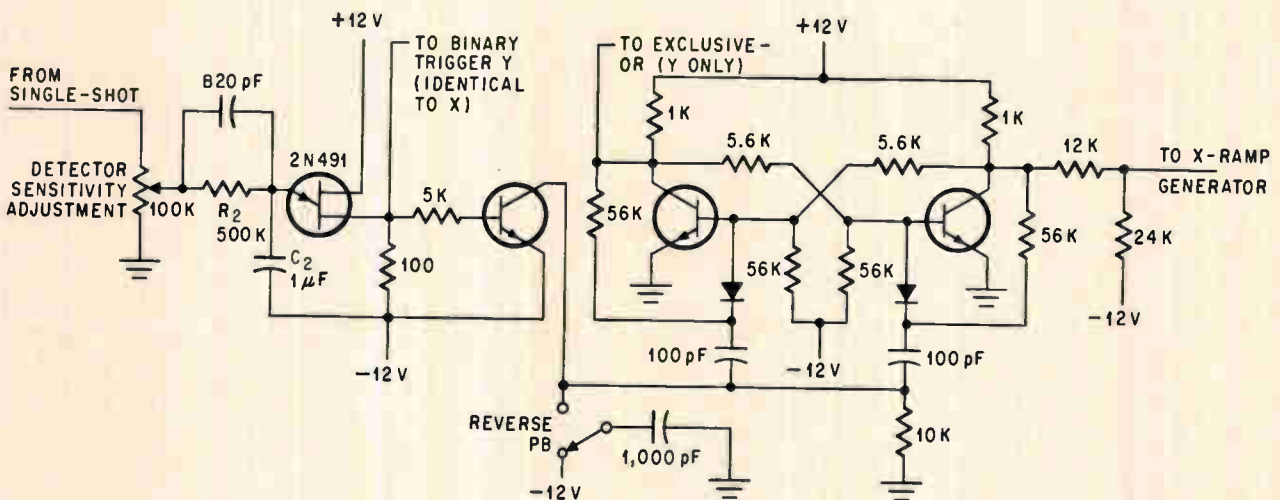 FROM
SINGLE-SHOT
DETECTOR
SENSITIVITY
ADJUSTMENT
100K
820 pF
R2
500K
C2
1 µF
2N491
+12 V
TO BINARY
TRIGGER Y
(IDENTICAL
TO X)
5K
100
-12 V
TO EXCLUSIVE-
OR (Y ONLY)
+12 V
1K
1K
5.6K
5.6K
12K
TO X-RAMP
GENERATOR
56K
56K
56K
56K
24K
-12 V
100 pF
-12 V
100 pF
REVERSE
PB
1,000 pF
-12 V
10K